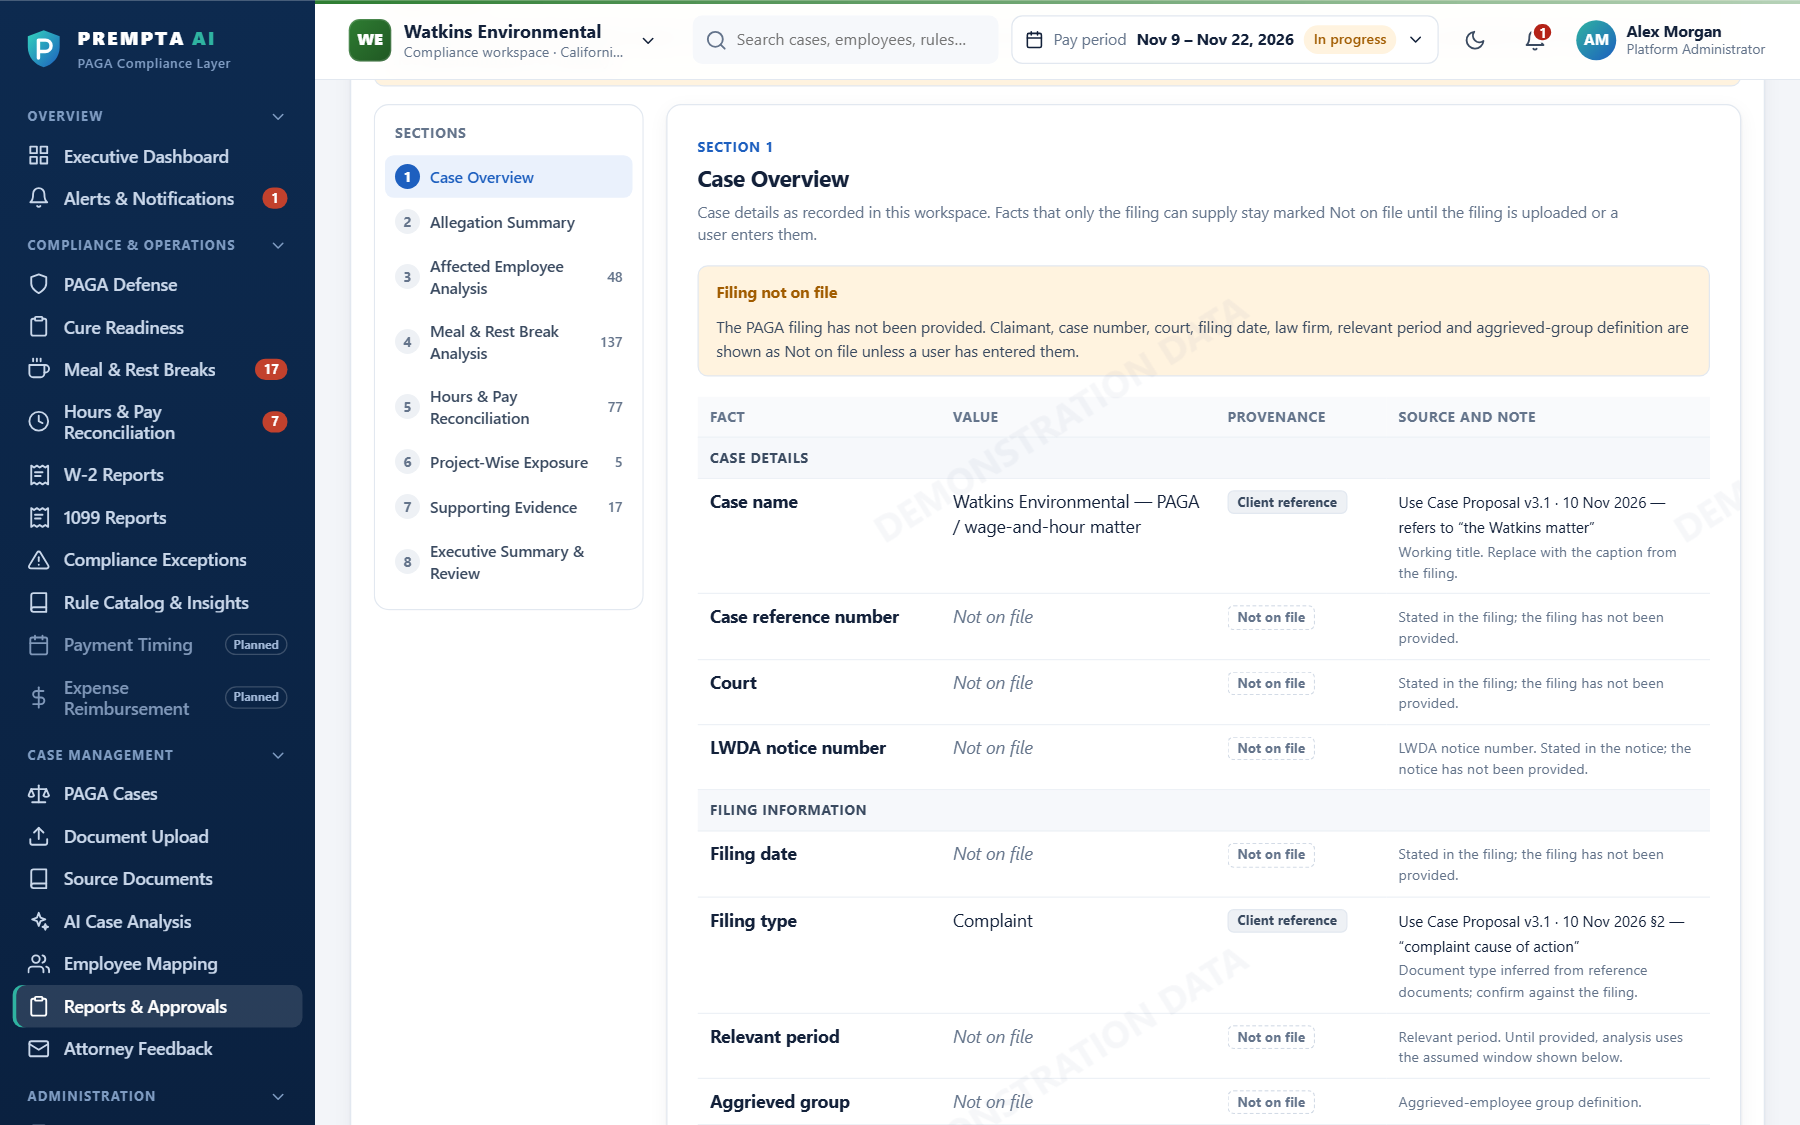 PREMPTA AI
PAGA Compliance Layer
OVERVIEW
Executive Dashboard
Alerts & Notifications
1
COMPLIANCE & OPERATIONS
PAGA Defense
Cure Readiness
Meal & Rest Breaks
17
Hours & Pay
Reconciliation
7
W-2 Reports
1099 Reports
Compliance Exceptions
Rule Catalog & Insights
Payment Timing
Planned
Expense
Reimbursement
Planned
CASE MANAGEMENT
PAGA Cases
Document Upload
Source Documents
AI Case Analysis
Employee Mapping
Reports & Approvals
Attorney Feedback
ADMINISTRATION
WE
Watkins Environmental
Compliance workspace · Californi...
Search cases, employees, rules...
Pay period Nov 9 – Nov 22, 2026 In progress
1
AM
Alex Morgan
Platform Administrator
SECTIONS
1 Case Overview
2 Allegation Summary
3 Affected Employee
Analysis
48
4 Meal & Rest Break
Analysis
137
5 Hours & Pay
Reconciliation
77
6 Project-Wise Exposure 5
7 Supporting Evidence 17
8 Executive Summary &
Review
SECTION 1
Case Overview
Case details as recorded in this workspace. Facts that only the filing can supply stay marked Not on file until the filing is uploaded or a
user enters them.
Filing not on file
The PAGA filing has not been provided. Claimant, case number, court, filing date, law firm, relevant period and aggrieved-group definition are
shown as Not on file unless a user has entered them.
FACT VALUE PROVENANCE SOURCE AND NOTE
CASE DETAILS
Case name
Watkins Environmental — PAGA
/ wage-and-hour matter
Client reference
Use Case Proposal v3.1 · 10 Nov 2026 —
refers to “the Watkins matter”
Working title. Replace with the caption from
the filing.
Case reference number
Not on file
Not on file
Stated in the filing; the filing has not been
provided.
Court
Not on file
Not on file
Stated in the filing; the filing has not been
provided.
LWDA notice number
Not on file
Not on file
LWDA notice number. Stated in the notice; the
notice has not been provided.
FILING INFORMATION
Filing date
Not on file
Not on file
Stated in the filing; the filing has not been
provided.
Filing type
Complaint
Client reference
Use Case Proposal v3.1 · 10 Nov 2026 §2 —
“complaint cause of action”
Document type inferred from reference
documents; confirm against the filing.
Relevant period
Not on file
Not on file
Relevant period. Until provided, analysis uses
the assumed window shown below.
Aggrieved group
Not on file
Not on file
Aggrieved-employee group definition.
DEMONSTRATION DATA
DEM
DEMONSTRATION DATA